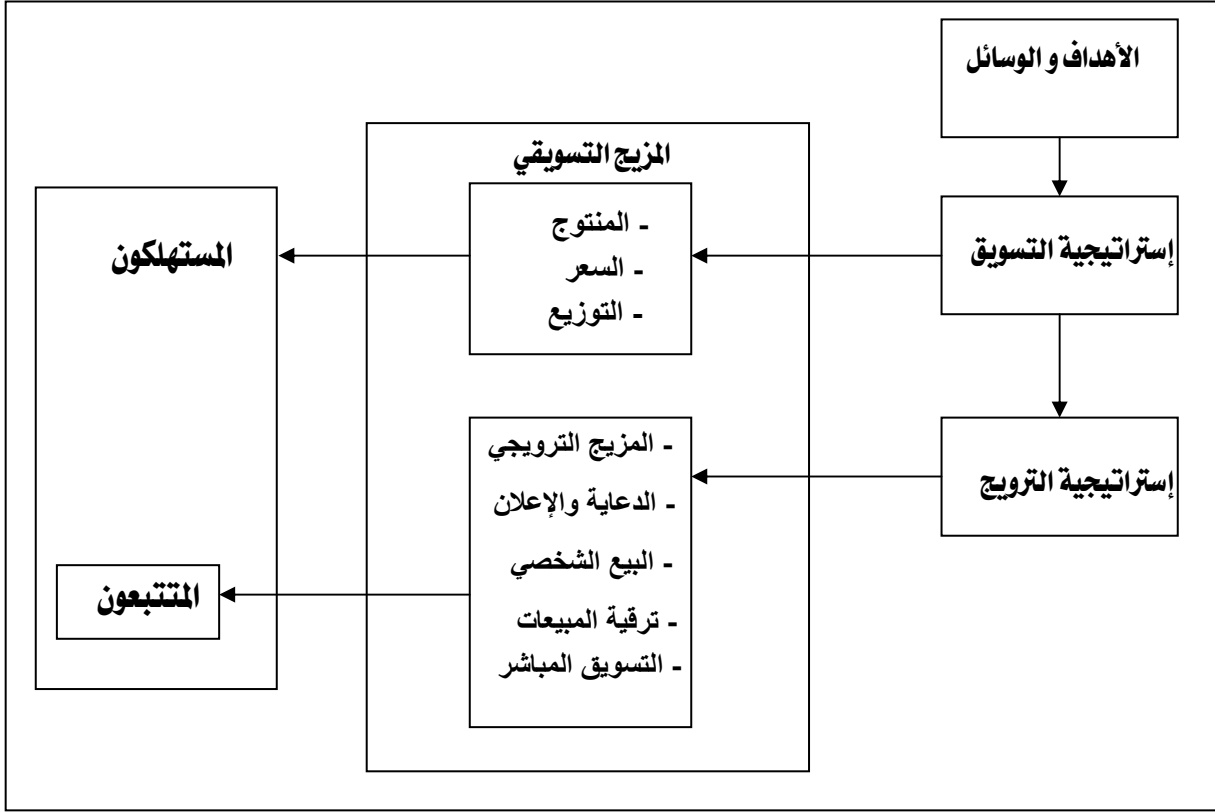 الأهداف و الوسائل
المزيج التسويقي
إستراتيجية التسويق
- المنتوج
- السعر
- التوزيع
المستهلكون
إستراتيجية الترويج
- المزيج الترويجي
- الدعاية والإعلان
- البيع الشخصي
- ترقية المبيعات
- التسويق المباشر
المتتبعون